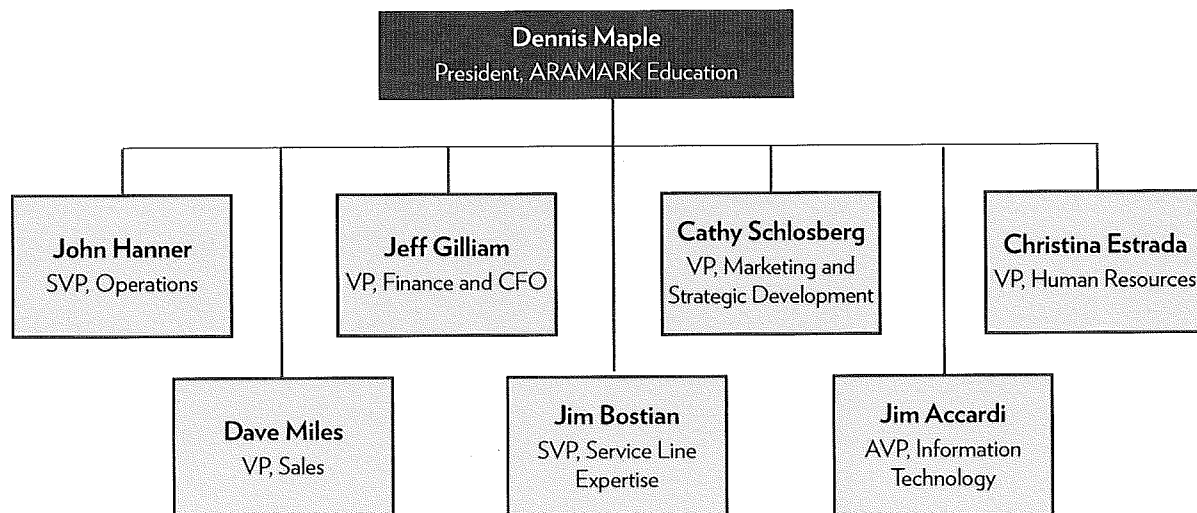 Dennis Maple
President, ARAMARK Education
John Hanner
SVP, Operations
Jeff Gilliam
VP, Finance and CFO
Cathy Schlosberg
VP, Marketing and
Strategic Development
Christina Estrada
VP, Human Resources
Dave Miles
VP, Sales
Jim Bostian
SVP, Service Line
Expertise
Jim Accardi
AVP, Information
Technology